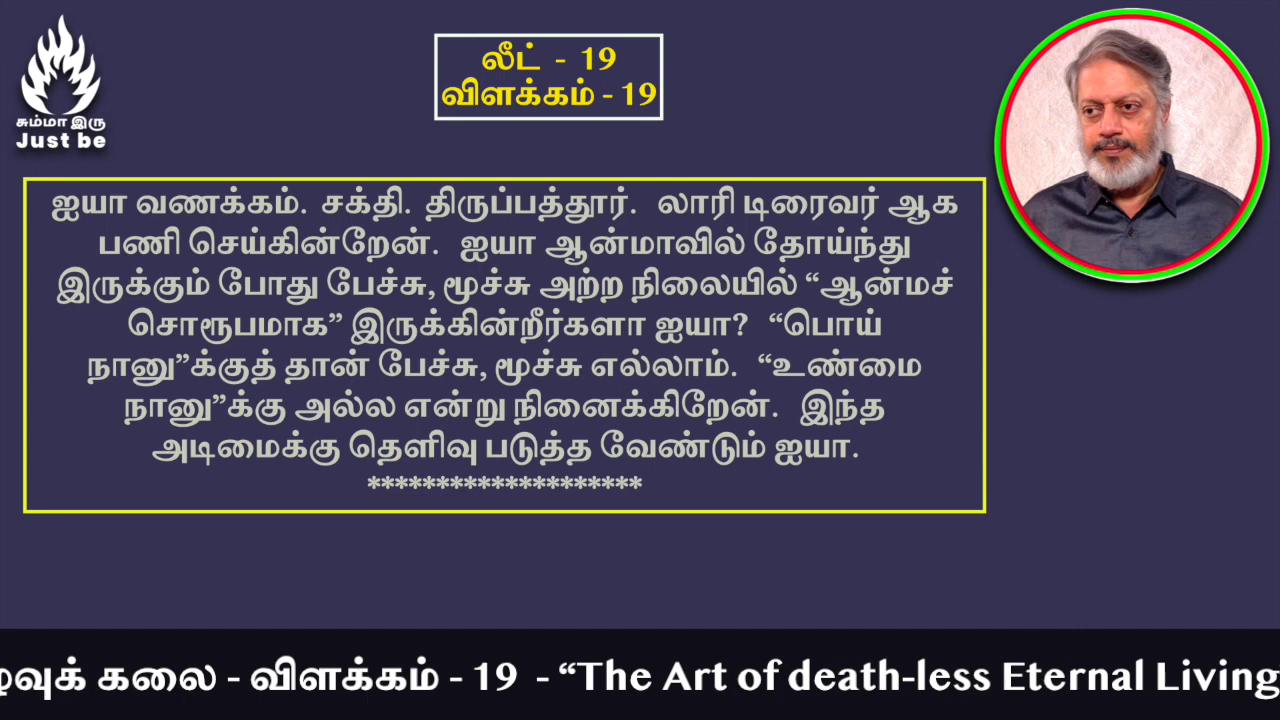 லீட் - 19
விளக்கம் - 19
சும்மா இரு
Just be
ஐயா வணக்கம். சக்தி. திருப்பத்தூர். லாரி டிரைவர் ஆக
பணி செய்கின்றேன். ஐயா ஆன்மாவில் தோய்ந்து
இருக்கும் போது பேச்சு, மூச்சு அற்ற நிலையில் “ஆன்மச்
சொரூபமாக” இருக்கின்றீர்களா ஐயா? “பொய்
நானு”க்குத் தான் பேச்சு, மூச்சு எல்லாம். “உண்மை
நானு”க்கு அல்ல என்று நினைக்கிறேன். இந்த
அடிமைக்கு தெளிவு படுத்த வேண்டும் ஐயா.
********************
கலை - விளக்கம் - 19 - “The Art of death-less Eternal Living